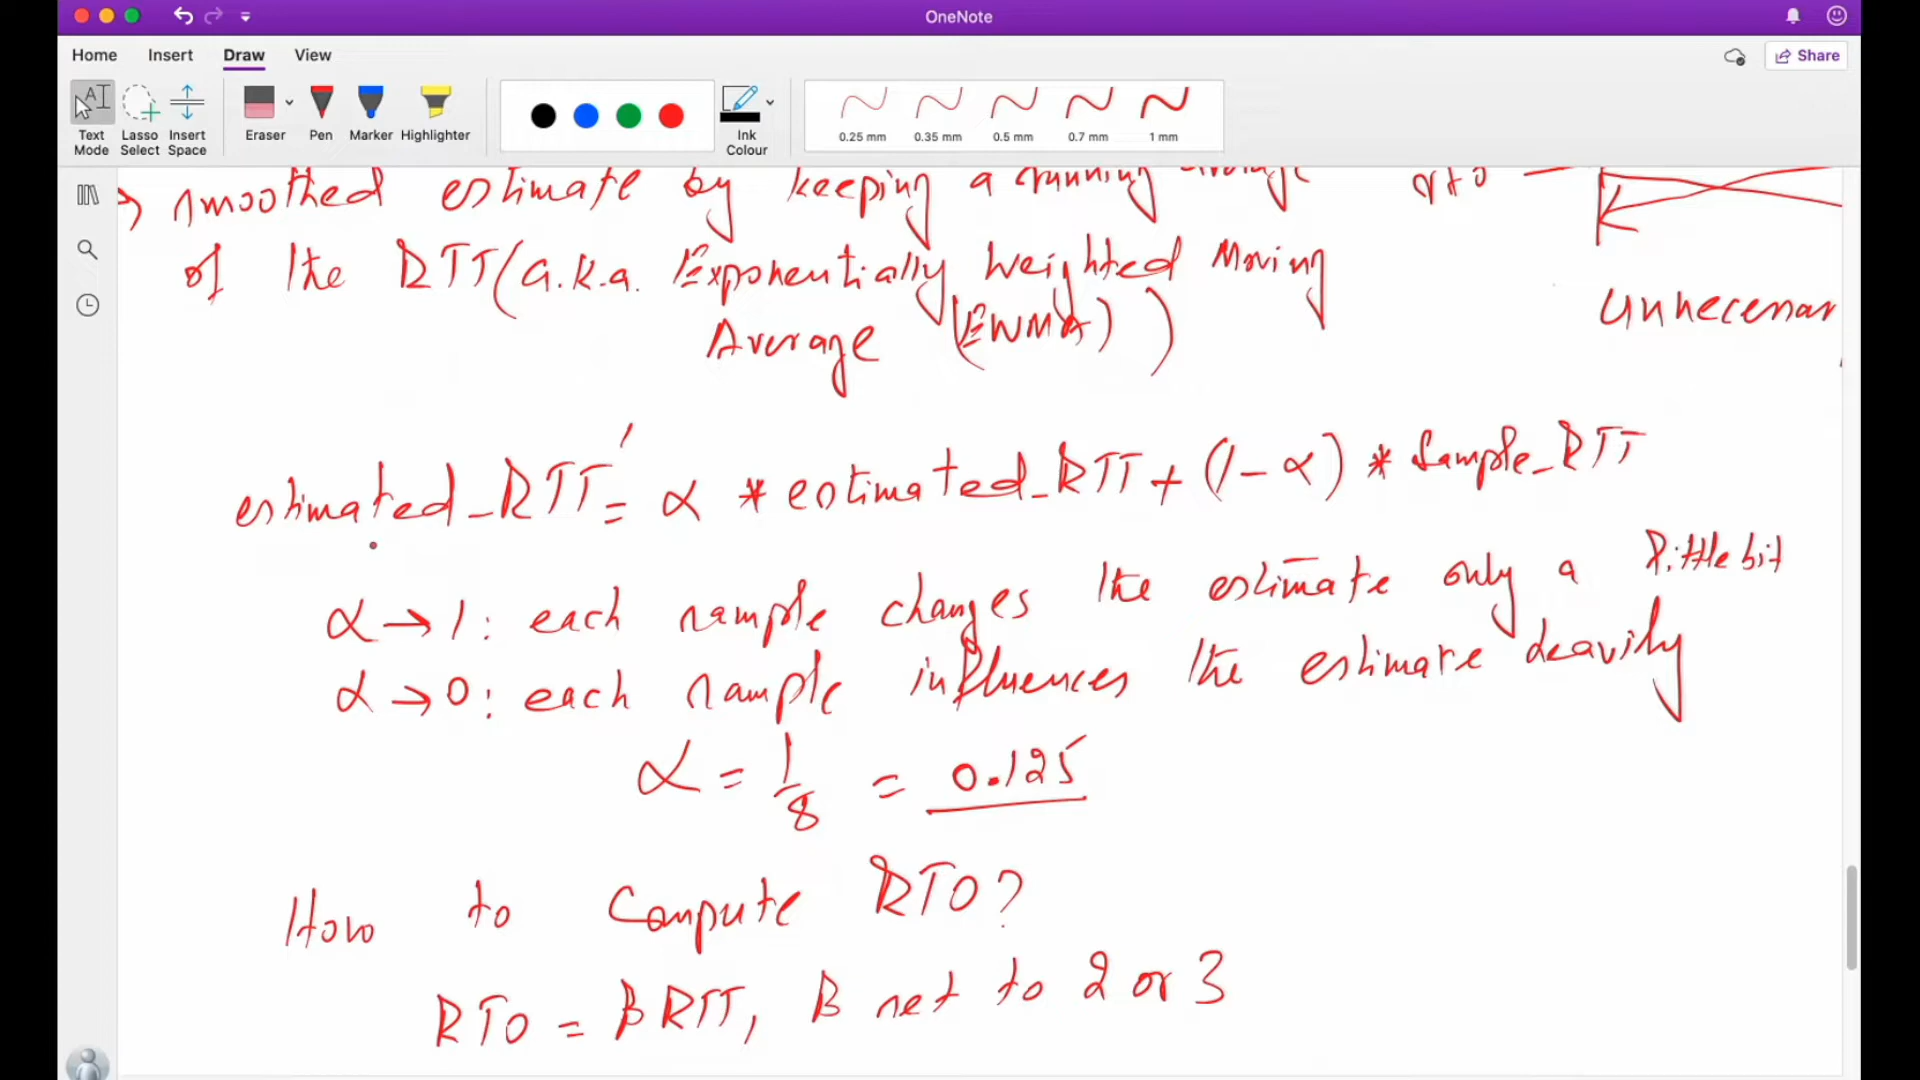 OneNote
Home Insert Draw View Share
Text Mode Lasso Select Insert Space Eraser Pen Marker Highlighter Ink Colour 0.25 mm 0.35 mm 0.5 mm 0.7 mm 1 mm
→ smoothed estimate by keeping a running average
of the RTT (a.k.a. Exponentially Weighted Moving
Average (EWMA))
RTO
Unnecessar
estimated_RTT' = α * estimated_RTT + (1 - α) * Sample_RTT
α → 1 : each sample changes the estimate only a little bit
α → 0 : each sample influences the estimate heavily
α = 1/8 = 0.125
How to Compute RTO?
RTO = β RTT, β set to 2 or 3